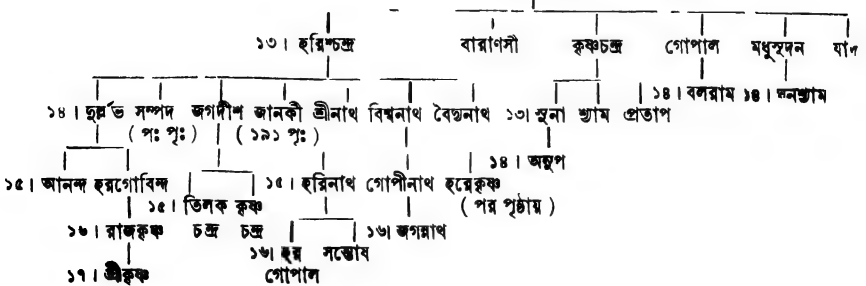 ১৩। হরিশ্চন্দ্র বারাণসী কৃষ্ণচন্দ্র গোপাল মধুসূদন
১৪। দুর্ল্লভ সম্পদ জগদীশ জানকী শ্রীনাথ বিশ্বনাথ বৈদ্যনাথ ১৩। সুনা শ্যাম প্রতাপ ১৪। বলরাম ১৪। ঘনশ্যাম
( পঃ পৃঃ ) ( ১৯১ পৃঃ )
১৪। অনুপ
১৫। আনন্দ হরগোবিন্দ ১৫। তিলক কৃষ্ণ ১৫। হরিনাথ গোপীনাথ হরেকৃষ্ণ
চন্দ্র চন্দ্র ( পর পৃষ্ঠায় )
১৬। রাজকৃষ্ণ ১৬। হর সন্তোষ ১৬। জগন্নাথ
গোপাল
১৭। শ্রীকৃষ্ণ